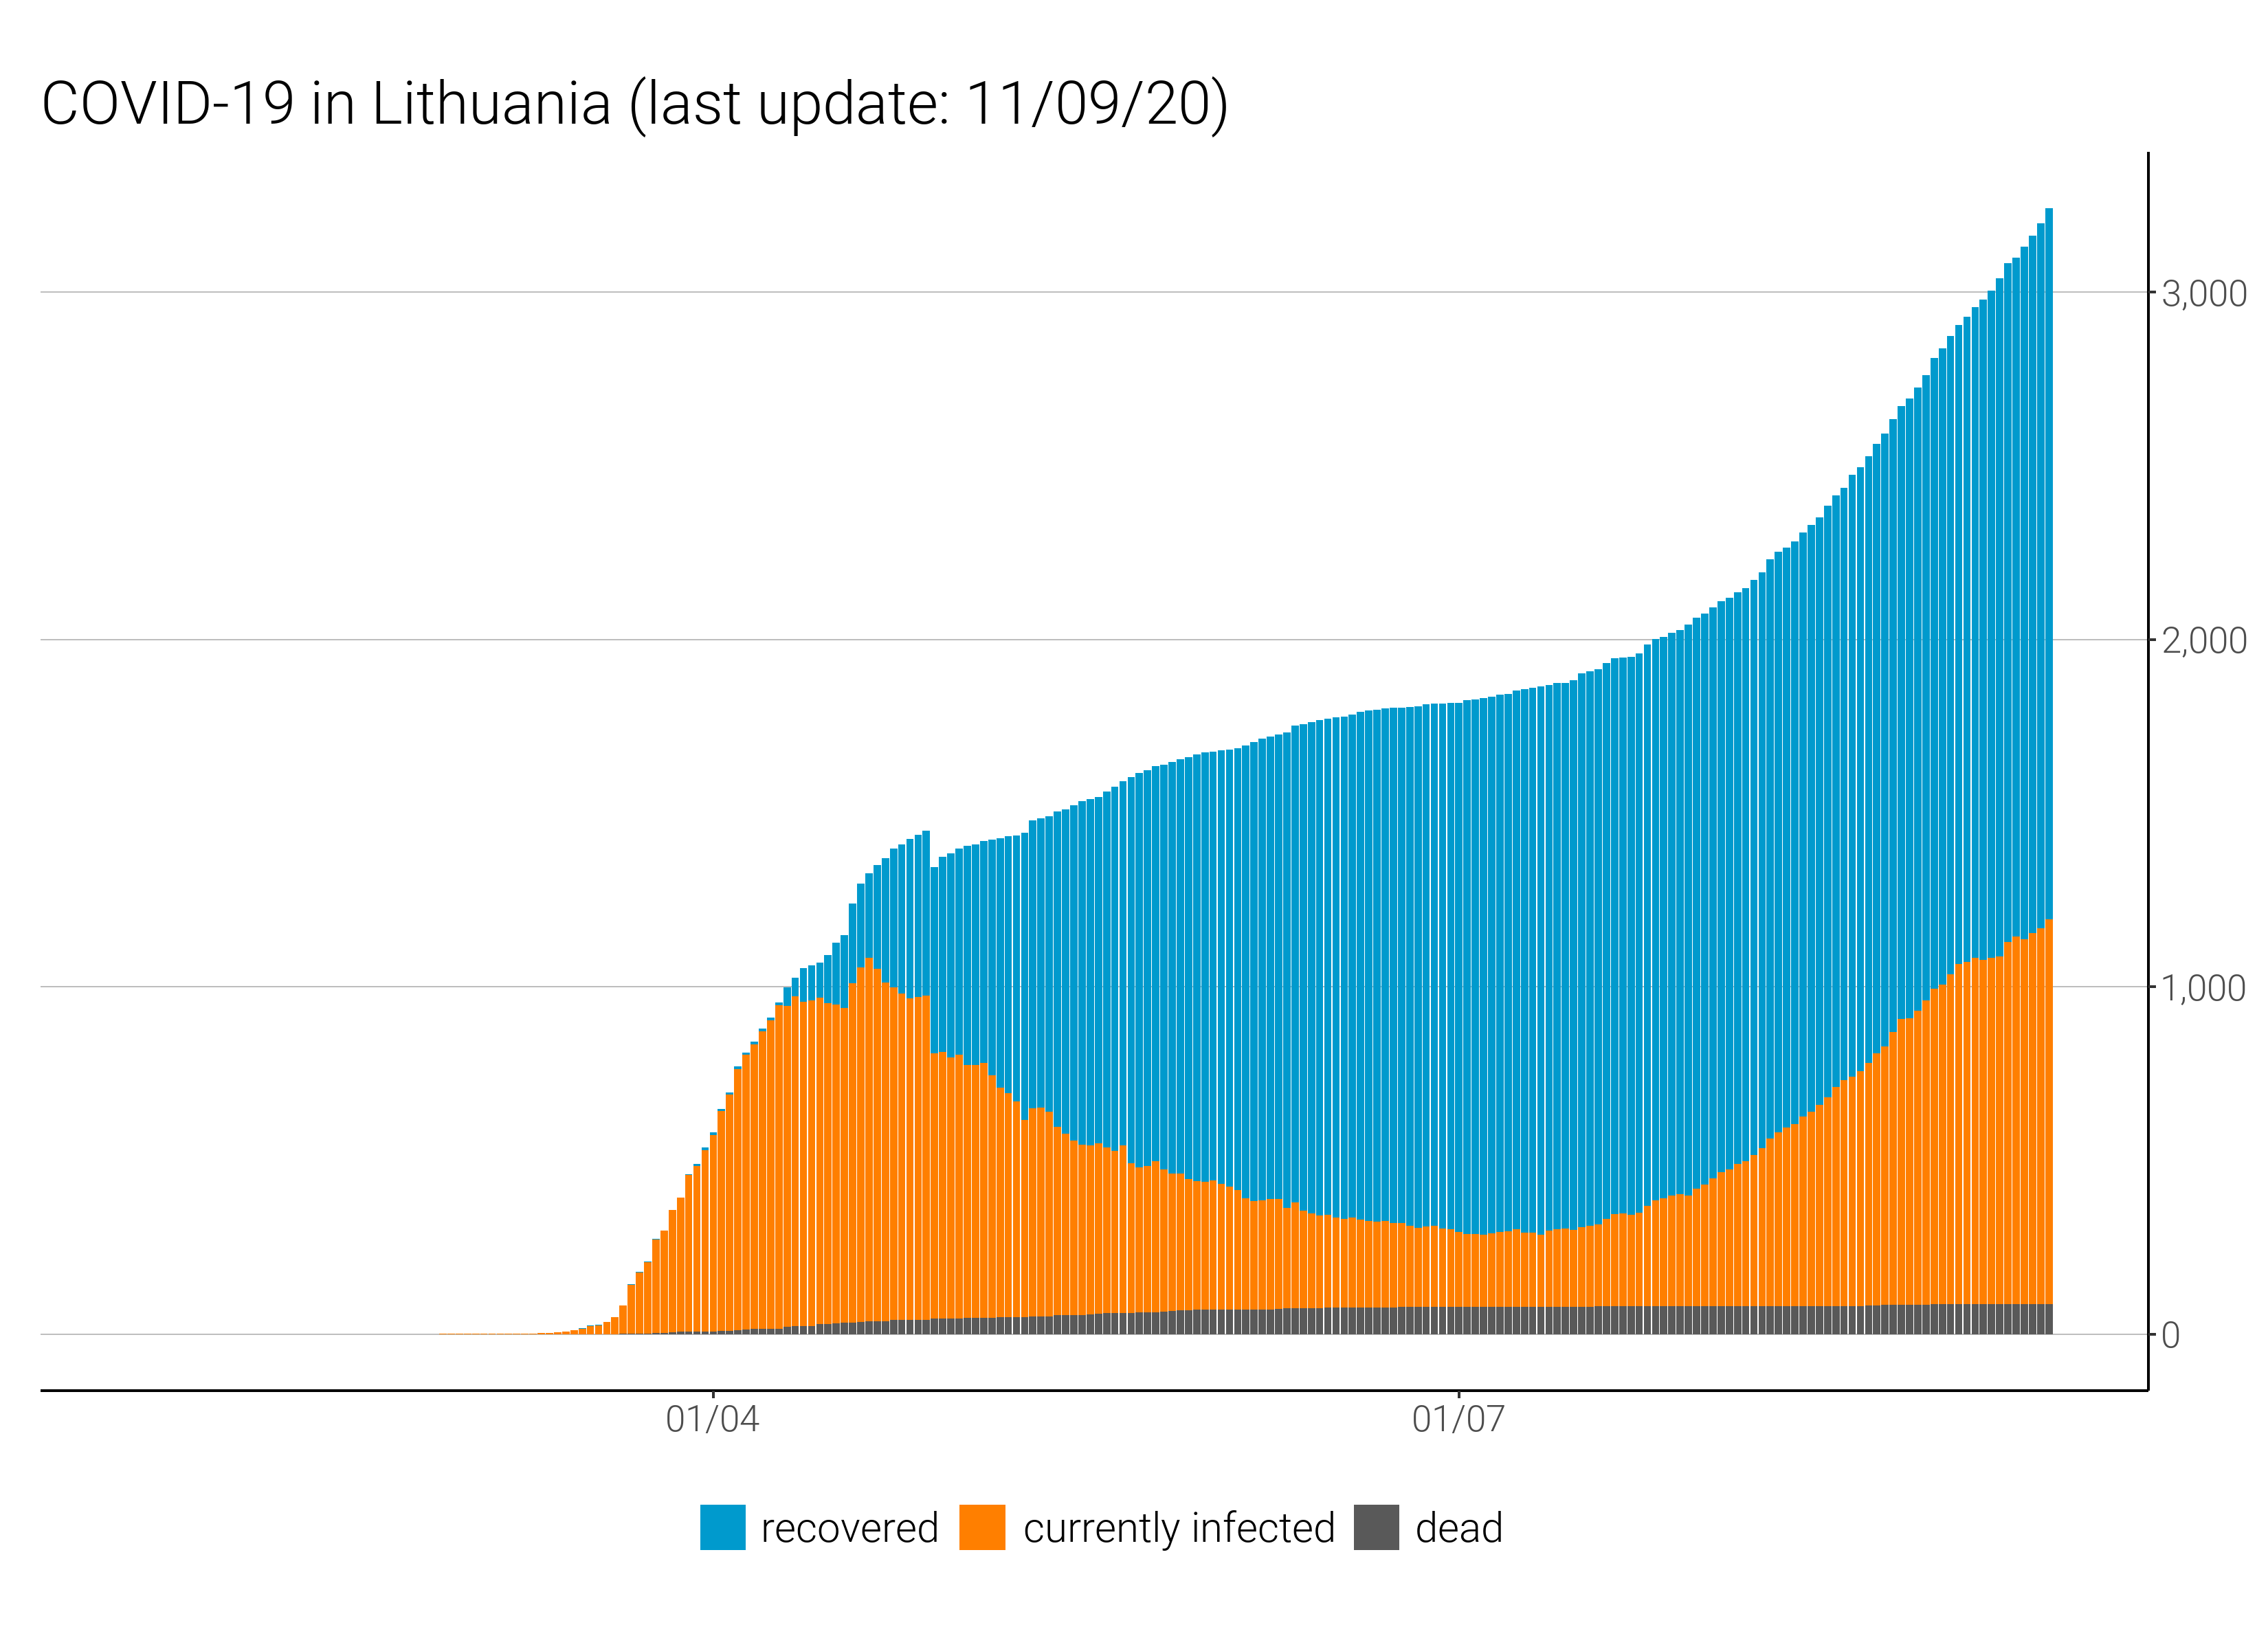 COVID-19 in Lithuania (last update: 11/09/20)
3,000
2,000
1,000
0
01/04 01/07
recovered currently infected dead